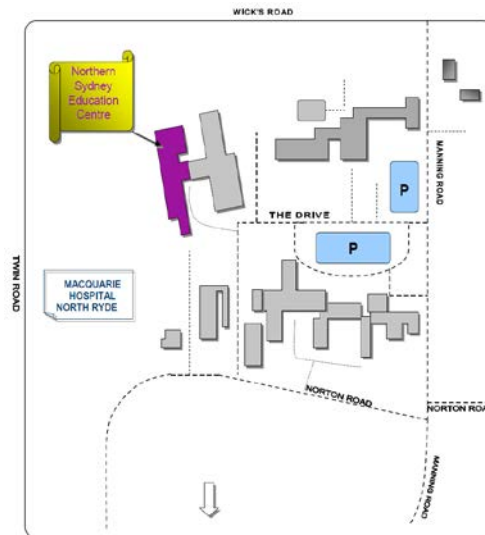 WICK'S ROAD
Northern
Sydney
Education
Centre
MANNING ROAD
P
THE DRIVE
P
TWIN ROAD
MACQUARIE
HOSPITAL
NORTH RYDE
NORTON ROAD
NORTON ROA
MANNING ROAD